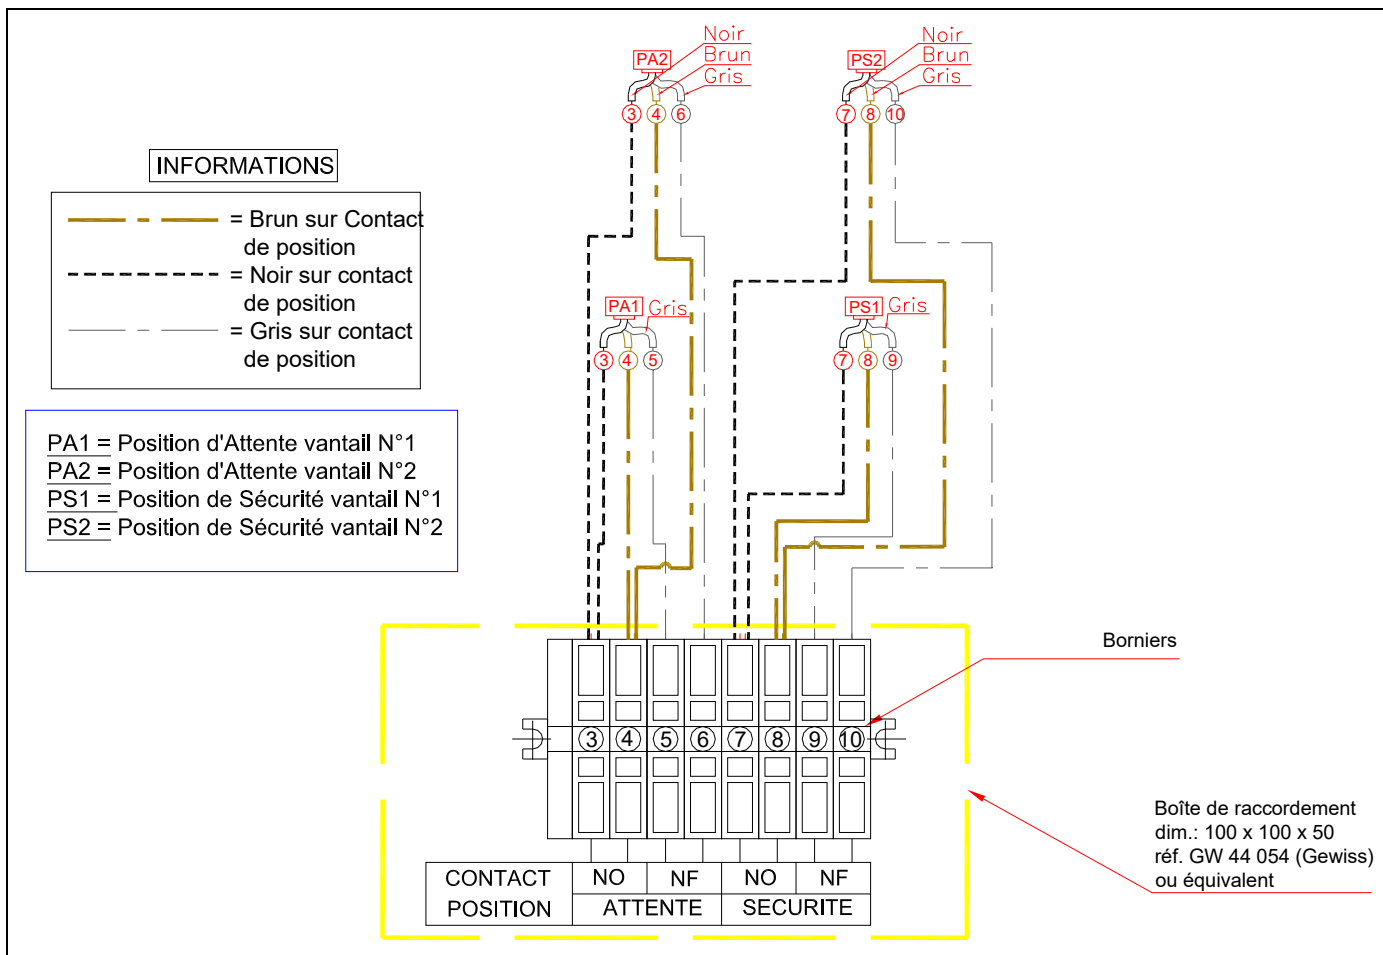 Noir
PA2
Brun
Gris
3 4 6
Noir
PS2
Brun
Gris
7 8 10
INFORMATIONS
= Brun sur Contact
de position
= Noir sur contact
de position
= Gris sur contact
de position
PA1 Gris
3 4 5
PS1 Gris
7 8 9
PA1 = Position d'Attente vantail N°1
PA2 = Position d'Attente vantail N°2
PS1 = Position de Sécurité vantail N°1
PS2 = Position de Sécurité vantail N°2
Borniers
3 4 5 6 7 8 9 10
Boîte de raccordement
dim.: 100 x 100 x 50
réf. GW 44 054 (Gewiss)
ou équivalent
CONTACT NO NF NO NF
POSITION ATTENTE SECURITE